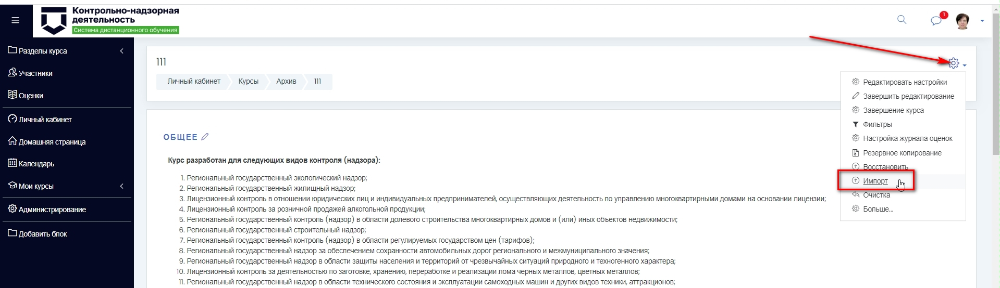 Контрольно-надзорная
деятельность
Система дистанционного обучения
1
Разделы курса
Участники
Оценки
Личный кабинет
Домашняя страница
Календарь
Мои курсы
Администрирование
Добавить блок
111
Личный кабинет
Курсы
Архив
111
Редактировать настройки
Завершить редактирование
Завершение курса
Фильтры
Настройка журнала оценок
Резервное копирование
Восстановить
Импорт
Очистка
Больше...
ОБЩЕЕ
Курс разработан для следующих видов контроля (надзора):
1. Региональный государственный экологический надзор;
2. Региональный государственный жилищный надзор;
3. Лицензионный контроль в отношении юридических лиц и индивидуальных предпринимателей, осуществляющих деятельность по управлению многоквартирными домами на основании лицензии;
4. Лицензионный контроль за розничной продажей алкогольной продукции;
5. Региональный государственный контроль (надзор) в области долевого строительства многоквартирных домов и (или) иных объектов недвижимости;
6. Региональный государственный строительный надзор;
7. Региональный государственный контроль (надзор) в области регулируемых государством цен (тарифов);
8. Региональный государственный надзор за обеспечением сохранности автомобильных дорог регионального и межмуниципального значения;
9. Региональный государственный надзор в области защиты населения и территорий от чрезвычайных ситуаций природного и техногенного характера;
10. Лицензионный контроль за деятельностью по заготовке, хранению, переработке и реализации лома черных металлов, цветных металлов;
11. Региональный государственный надзор в области технического состояния и эксплуатации самоходных машин и других видов техники, аттракционов;